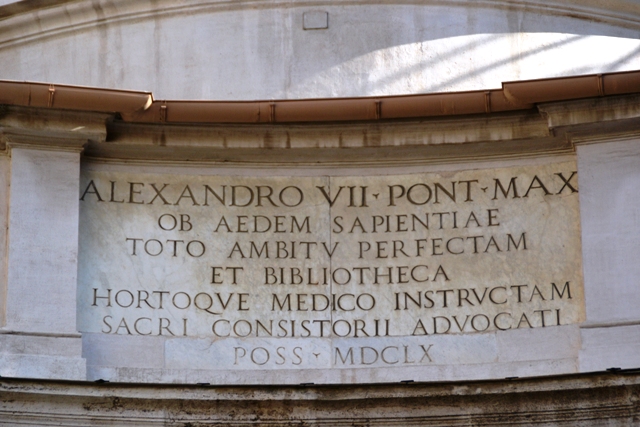 ALEXANDRO VII · PONT · MAX
OB AEDEM SAPIENTIAE
TOTO AMBITV PERFECTAM
ET BIBLIOTHECA
HORTOQVE MEDICO INSTRVCTAM
SACRI CONSISTORII ADVOCATI
POSS · MDCLX